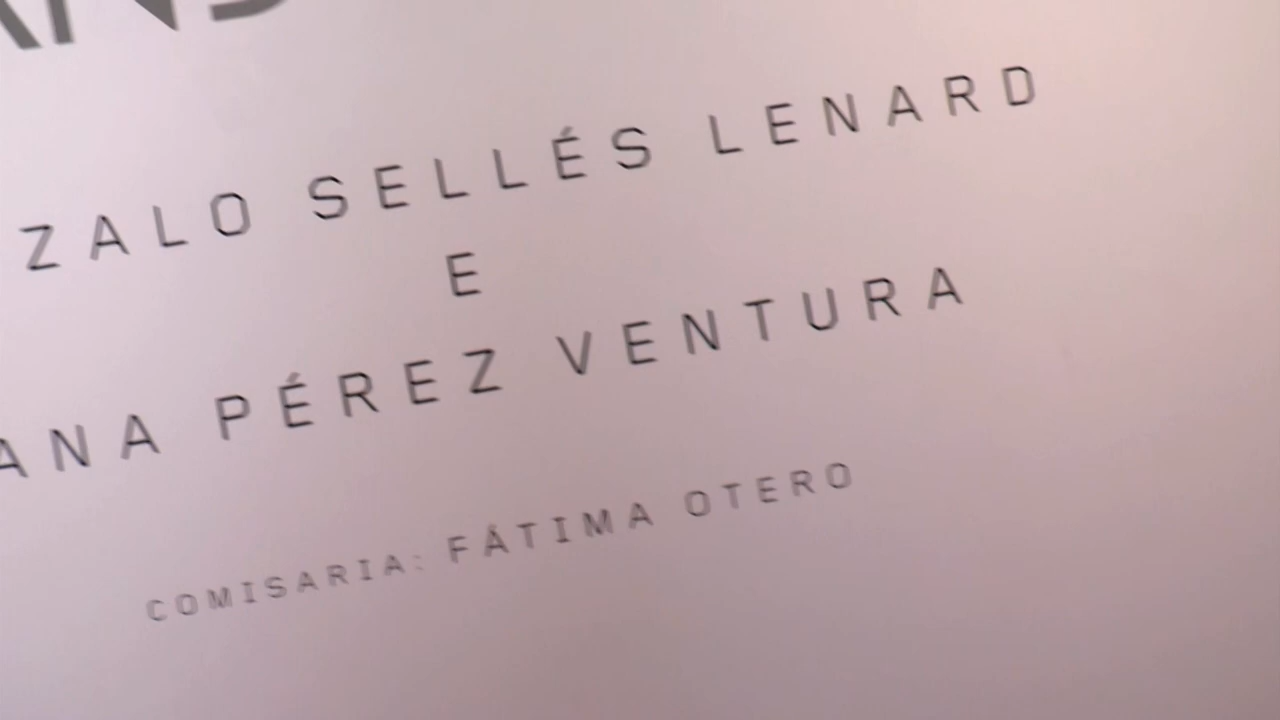 ZALO SELLÉS LENARD
E
ANA PÉREZ VENTURA
COMISARIA: FÁTIMA OTERO